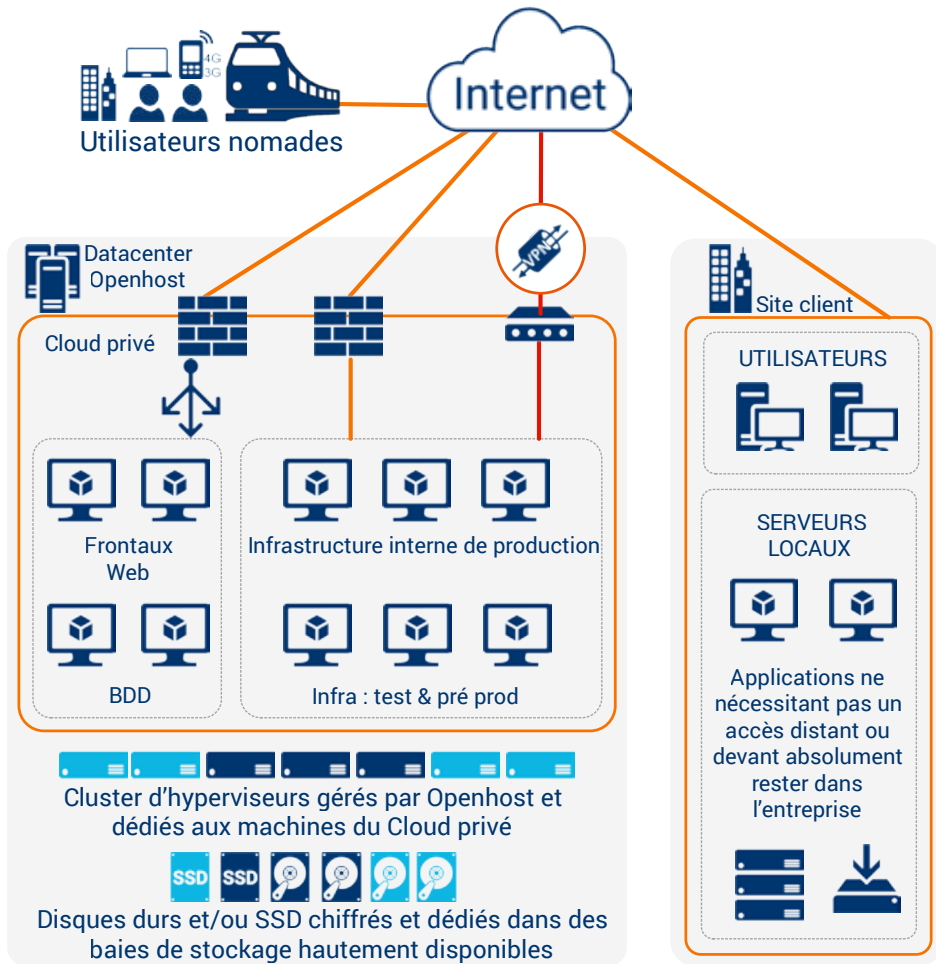 4G
3G
Internet
Utilisateurs nomades
VPN
Datacenter
Openhost
Cloud privé
Frontaux
Web
BDD
Infrastructure interne de production
Infra : test & pré prod
Cluster d’hyperviseurs gérés par Openhost et
dédiés aux machines du Cloud privé
SSD
SSD
Disques durs et/ou SSD chiffrés et dédiés dans des
baies de stockage hautement disponibles
Site client
UTILISATEURS
SERVEURS
LOCAUX
Applications ne
nécessitant pas un
accès distant ou
devant absolument
rester dans
l’entreprise